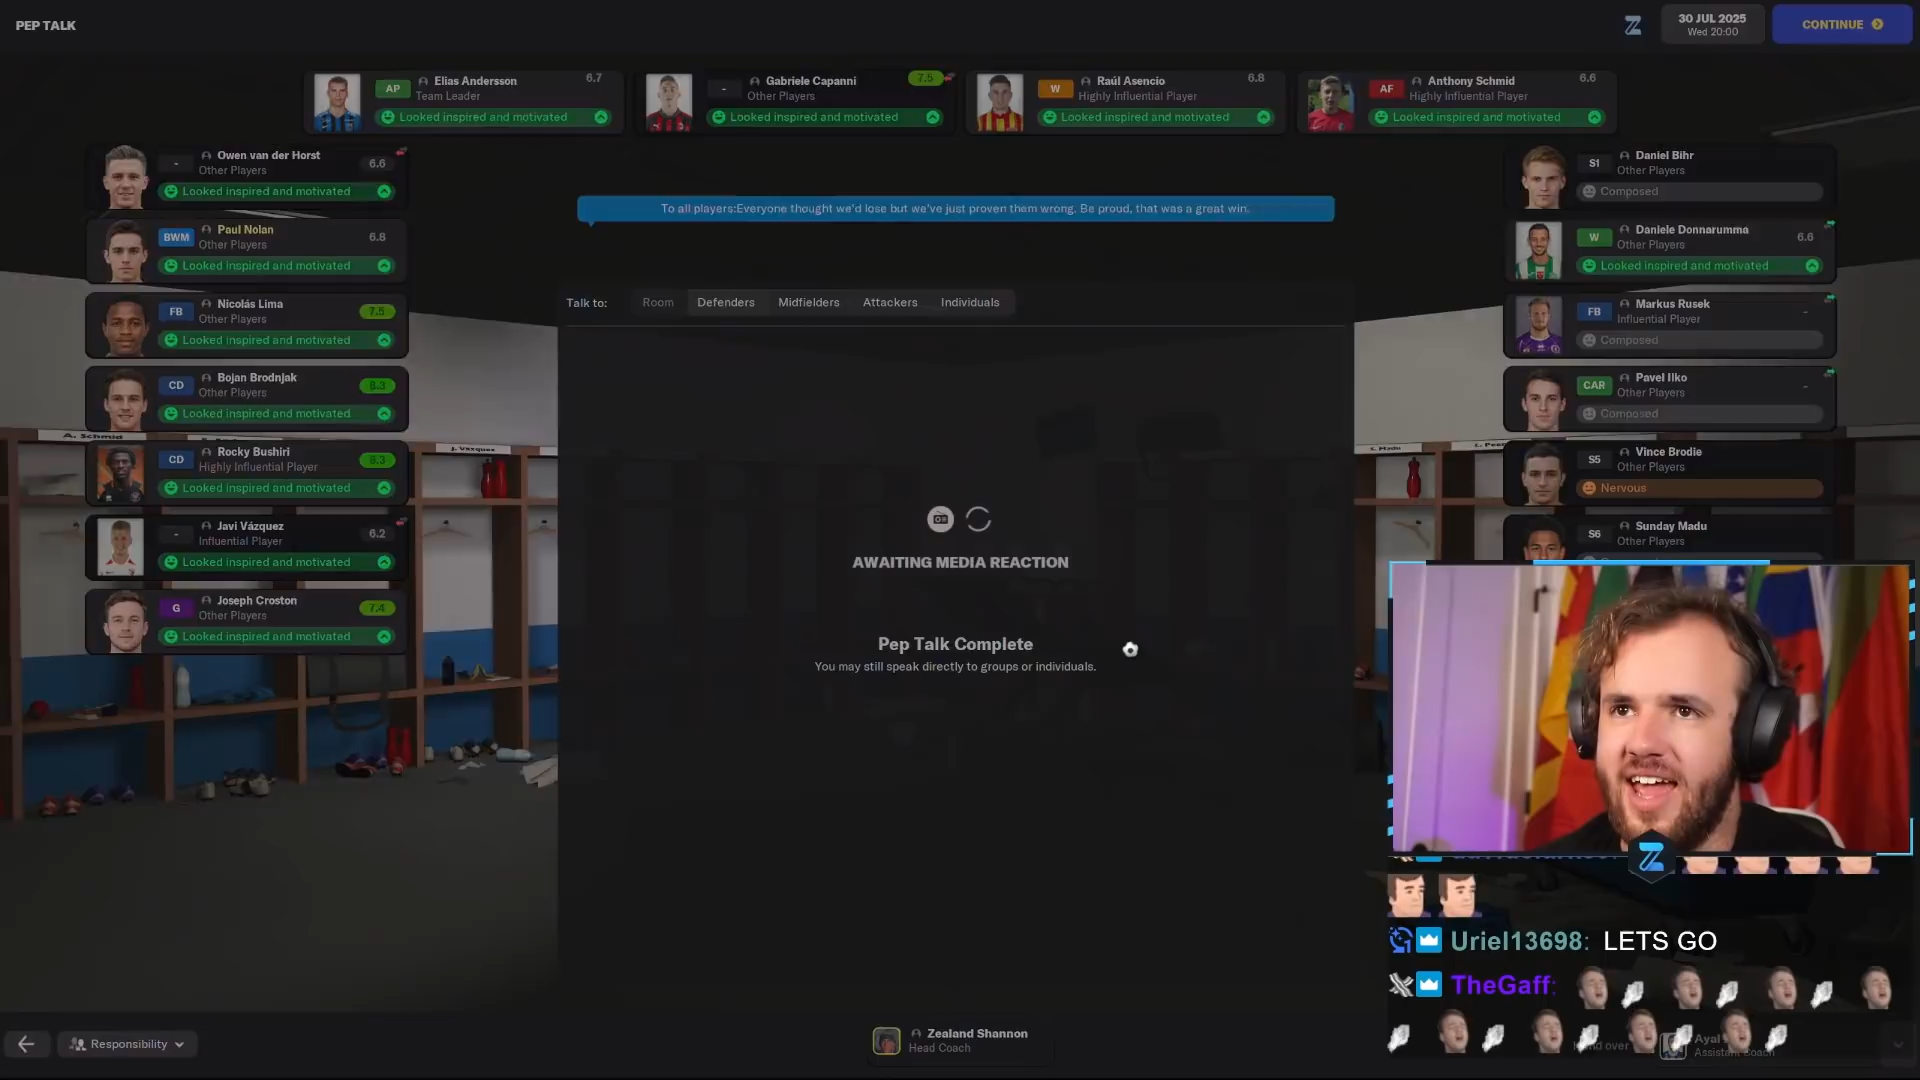 PEP TALK
30 JUL 2025
Wed 20:00
CONTINUE
AP
Elias Andersson
6.7
Team Leader
Looked inspired and motivated
-
Gabriele Capanni
7.5
Other Players
Looked inspired and motivated
W
Raúl Asencio
6.8
Highly Influential Player
Looked inspired and motivated
AF
Anthony Schmid
6.6
Highly Influential Player
Looked inspired and motivated
-
Owen van der Horst
6.6
Other Players
Looked inspired and motivated
BWM
Paul Nolan
6.8
Other Players
Looked inspired and motivated
FB
Nicolás Lima
7.5
Other Players
Looked inspired and motivated
CD
Bojan Brodnjak
8.3
Other Players
Looked inspired and motivated
A. Schmid
CD
Rocky Bushiri
8.3
Highly Influential Player
Looked inspired and motivated
J. Vázquez
-
Javi Vázquez
6.2
Influential Player
Looked inspired and motivated
G
Joseph Croston
7.4
Other Players
Looked inspired and motivated
To all players:Everyone thought we'd lose but we've just proven them wrong. Be proud, that was a great win.
Talk to:
Room
Defenders
Midfielders
Attackers
Individuals
AWAITING MEDIA REACTION
Pep Talk Complete
You may still speak directly to groups or individuals.
S1
Daniel Bihr
Other Players
Composed
W
Daniele Donnarumma
6.6
Other Players
Looked inspired and motivated
FB
Markus Rusek
-
Influential Player
Composed
CAR
Pavel Ilko
-
Other Players
Composed
S. Madu
S5
Vince Brodie
Other Players
Nervous
S6
Sunday Madu
Other Players
Uriel13698: LETS GO
TheGaff:
Responsibility
Zealand Shannon
Head Coach
Ayal
Assistant Coach